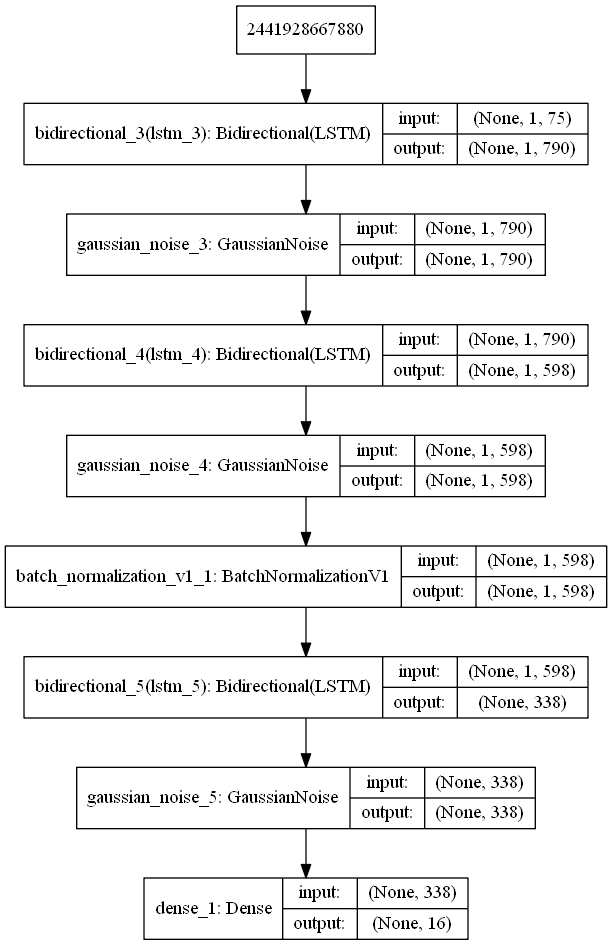 2441928667880
bidirectional_3(lstm_3): Bidirectional(LSTM)
input: (None, 1, 75)
output: (None, 1, 790)
gaussian_noise_3: GaussianNoise
input: (None, 1, 790)
output: (None, 1, 790)
bidirectional_4(lstm_4): Bidirectional(LSTM)
input: (None, 1, 790)
output: (None, 1, 598)
gaussian_noise_4: GaussianNoise
input: (None, 1, 598)
output: (None, 1, 598)
batch_normalization_v1_1: BatchNormalizationV1
input: (None, 1, 598)
output: (None, 1, 598)
bidirectional_5(lstm_5): Bidirectional(LSTM)
input: (None, 1, 598)
output: (None, 338)
gaussian_noise_5: GaussianNoise
input: (None, 338)
output: (None, 338)
dense_1: Dense
input: (None, 338)
output: (None, 16)